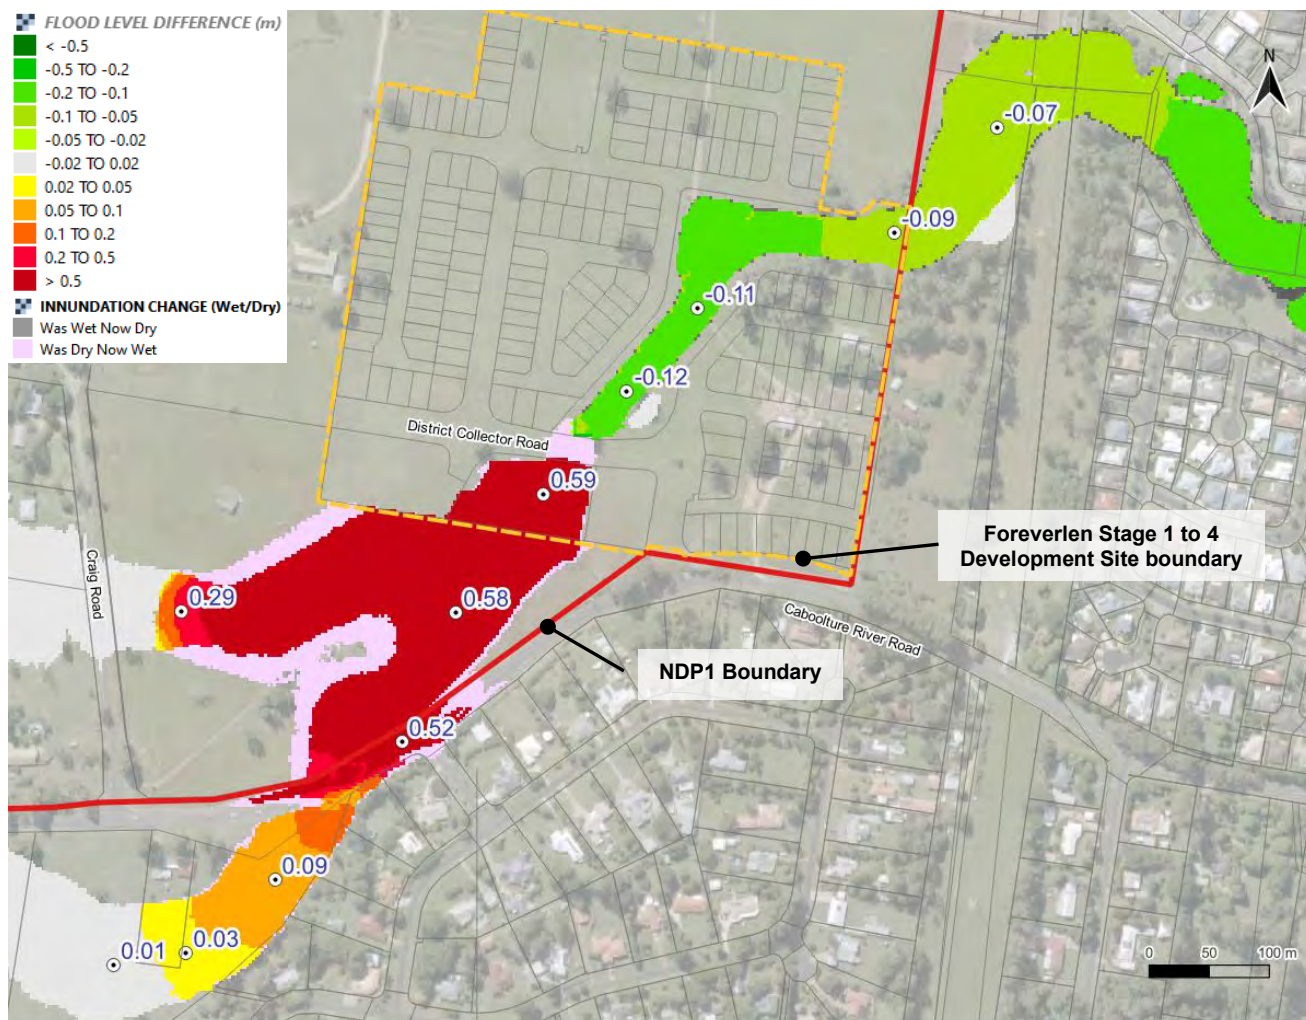 FLOOD LEVEL DIFFERENCE (m)
< -0.5
-0.5 TO -0.2
-0.2 TO -0.1
-0.1 TO -0.05
-0.05 TO -0.02
-0.02 TO 0.02
0.02 TO 0.05
0.05 TO 0.1
0.1 TO 0.2
0.2 TO 0.5
> 0.5
INNUNDATION CHANGE (Wet/Dry)
Was Wet Now Dry
Was Dry Now Wet
N
-0.07
-0.09
-0.11
-0.12
District Collector Road
0.59
Foreverlen Stage 1 to 4
Development Site boundary
Craig Road
0.29
0.58
Caboolture River Road
NDP1 Boundary
0.52
0.09
0.03
0.01
0 50 100 m